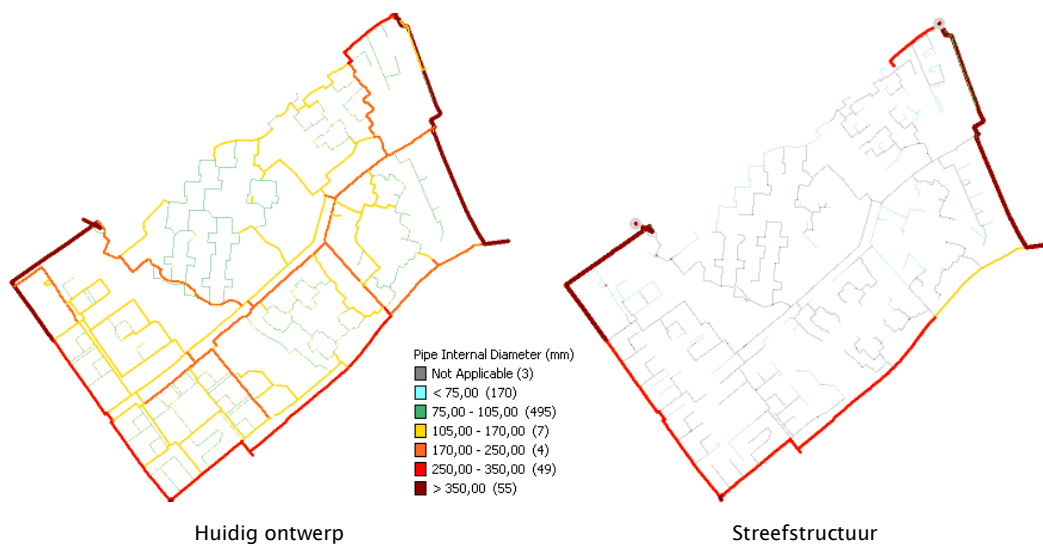 Pipe Internal Diameter (mm)
Not Applicable (3)
< 75,00 (170)
75,00 - 105,00 (495)
105,00 - 170,00 (7)
170,00 - 250,00 (4)
250,00 - 350,00 (49)
> 350,00 (55)
Huidig ontwerp
Streefstructuur